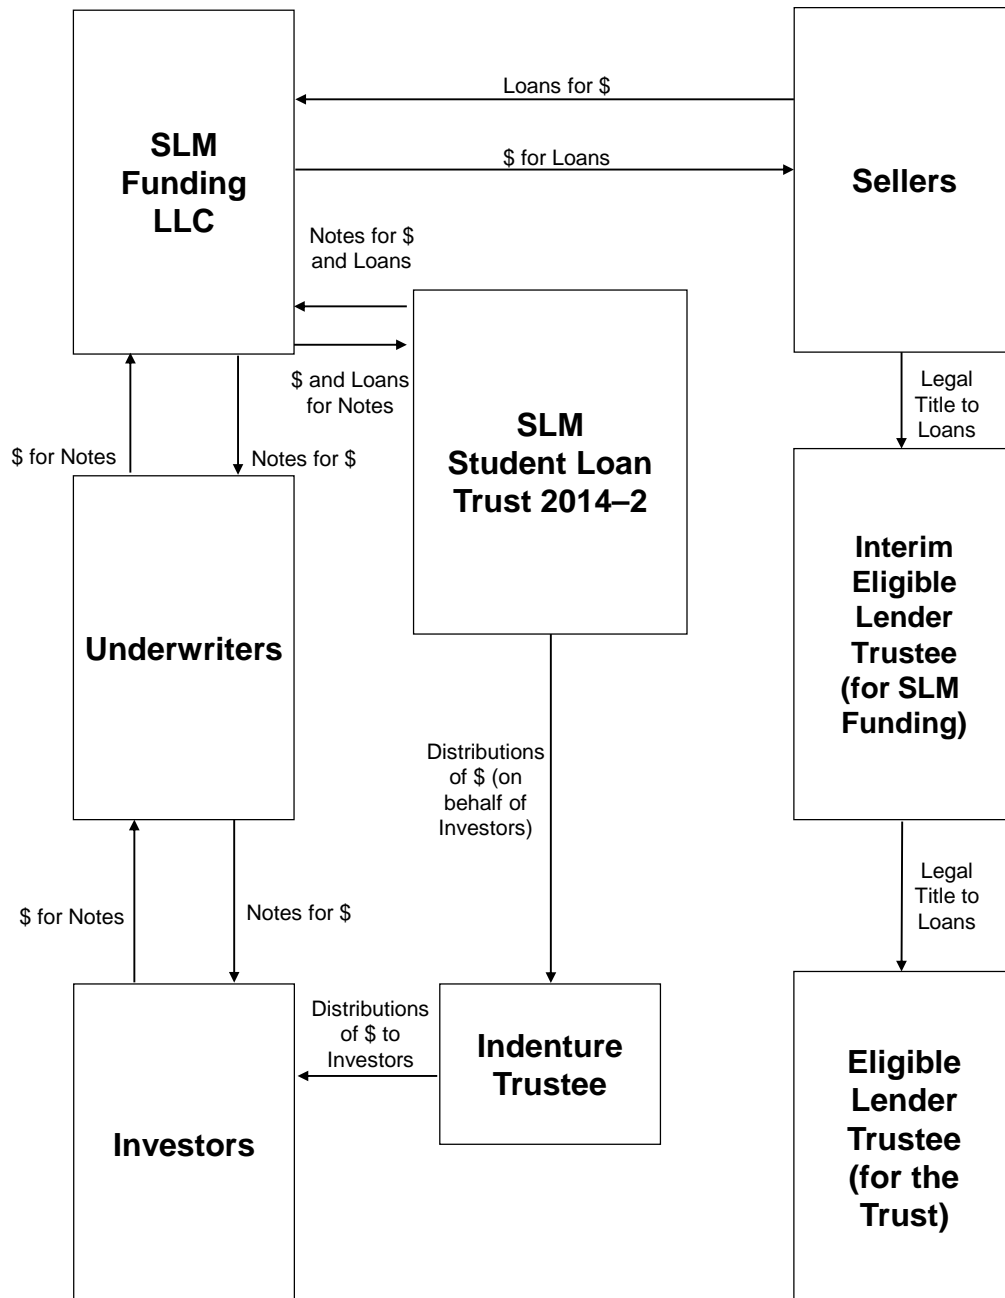 SLM
Funding
LLC
Loans for $
$ for Loans
Sellers
Notes for $
and Loans
$ and Loans
for Notes
SLM
Student Loan
Trust 2014–2
Legal
Title to
Loans
$ for Notes
Notes for $
Underwriters
Interim
Eligible
Lender
Trustee
(for SLM
Funding)
Distributions
of $ (on
behalf of
Investors)
Legal
Title to
Loans
$ for Notes
Notes for $
Investors
Distributions
of $ to
Investors
Indenture
Trustee
Eligible
Lender
Trustee
(for the
Trust)